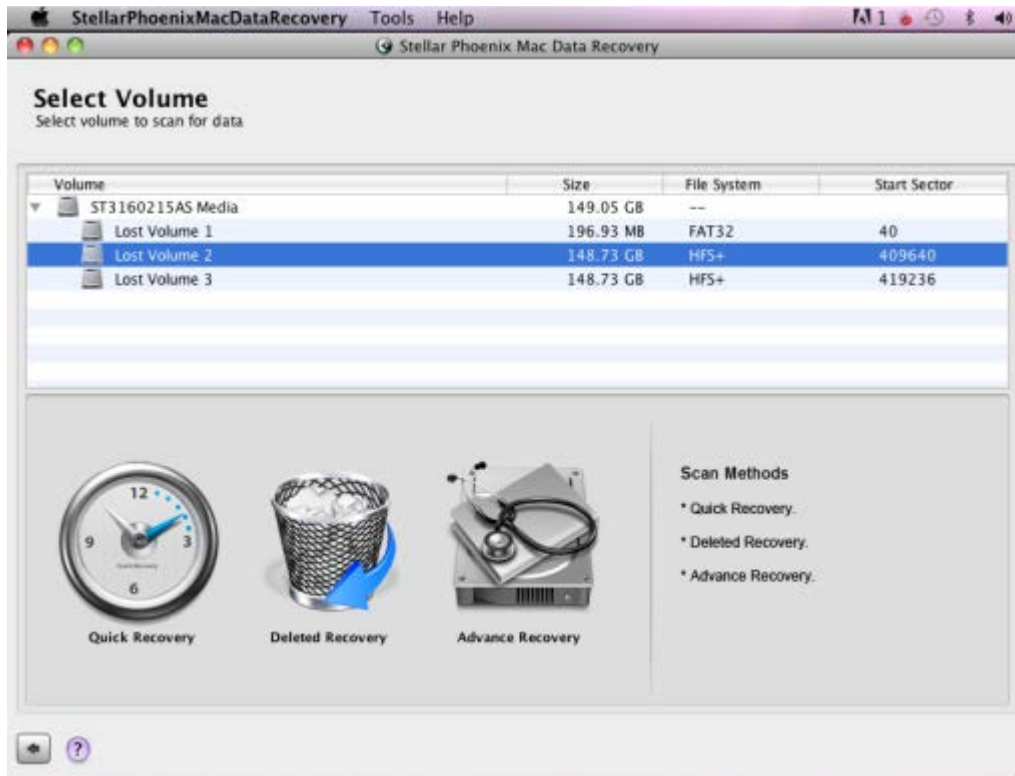 StellarPhoenixMacDataRecovery Tools Help 1
Stellar Phoenix Mac Data Recovery
Select Volume
Select volume to scan for data
Volume Size File System Start Sector
ST3160215AS Media 149.05 GB --
Lost Volume 1 196.93 MB FAT32 40
Lost Volume 2 148.73 GB HFS+ 409640
Lost Volume 3 148.73 GB HFS+ 419236
12
9 3
6
Quick Recovery
Deleted Recovery
Advance Recovery
Scan Methods
* Quick Recovery.
* Deleted Recovery.
* Advance Recovery.
?